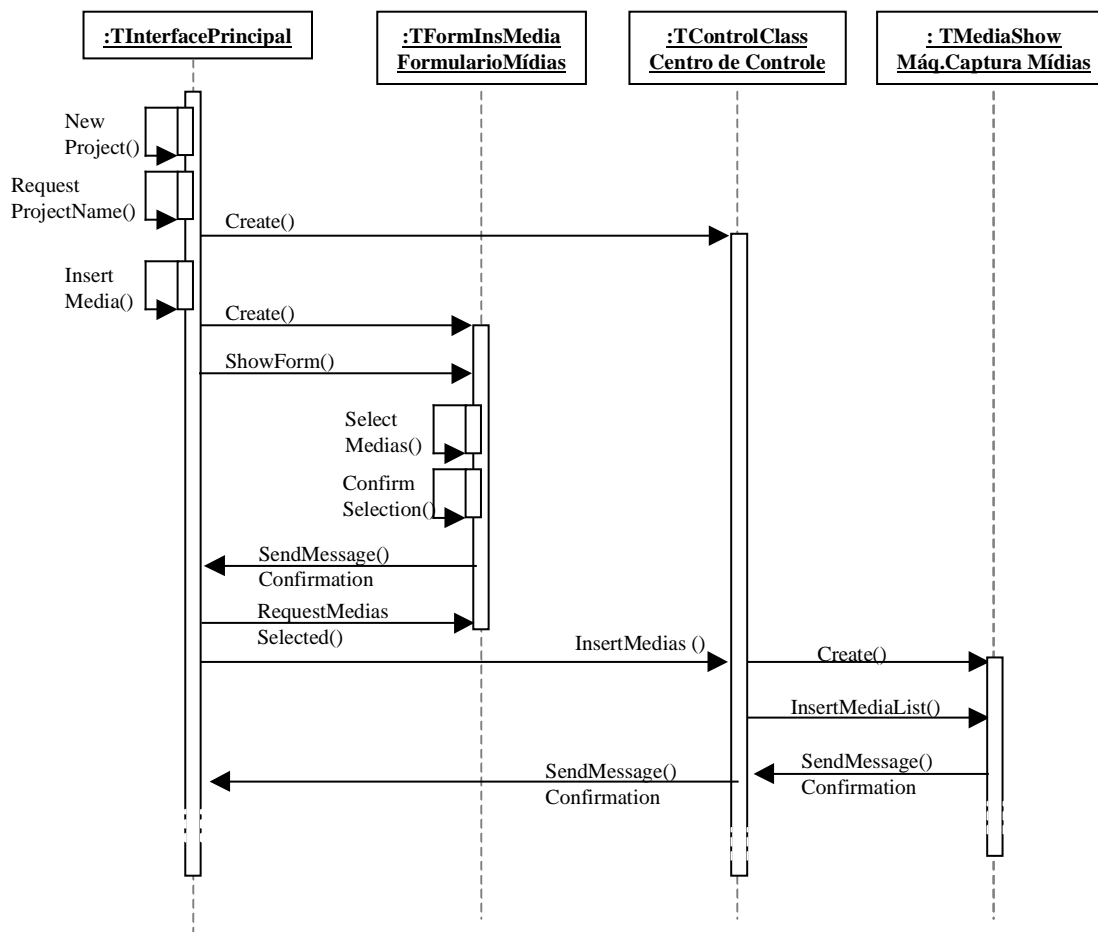 :TInterfacePrincipal
:TFormInsMedia
FormularioMídias
:TControlClass
Centro de Controle
: TMediaShow
Máq.Captura Mídias
New
Project()
Request
ProjectName()
Create()
Insert
Media()
Create()
ShowForm()
Select
Medias()
Confirm
Selection()
SendMessage()
Confirmation
RequestMedias
Selected()
InsertMedias ()
Create()
InsertMediaList()
SendMessage()
Confirmation
SendMessage()
Confirmation